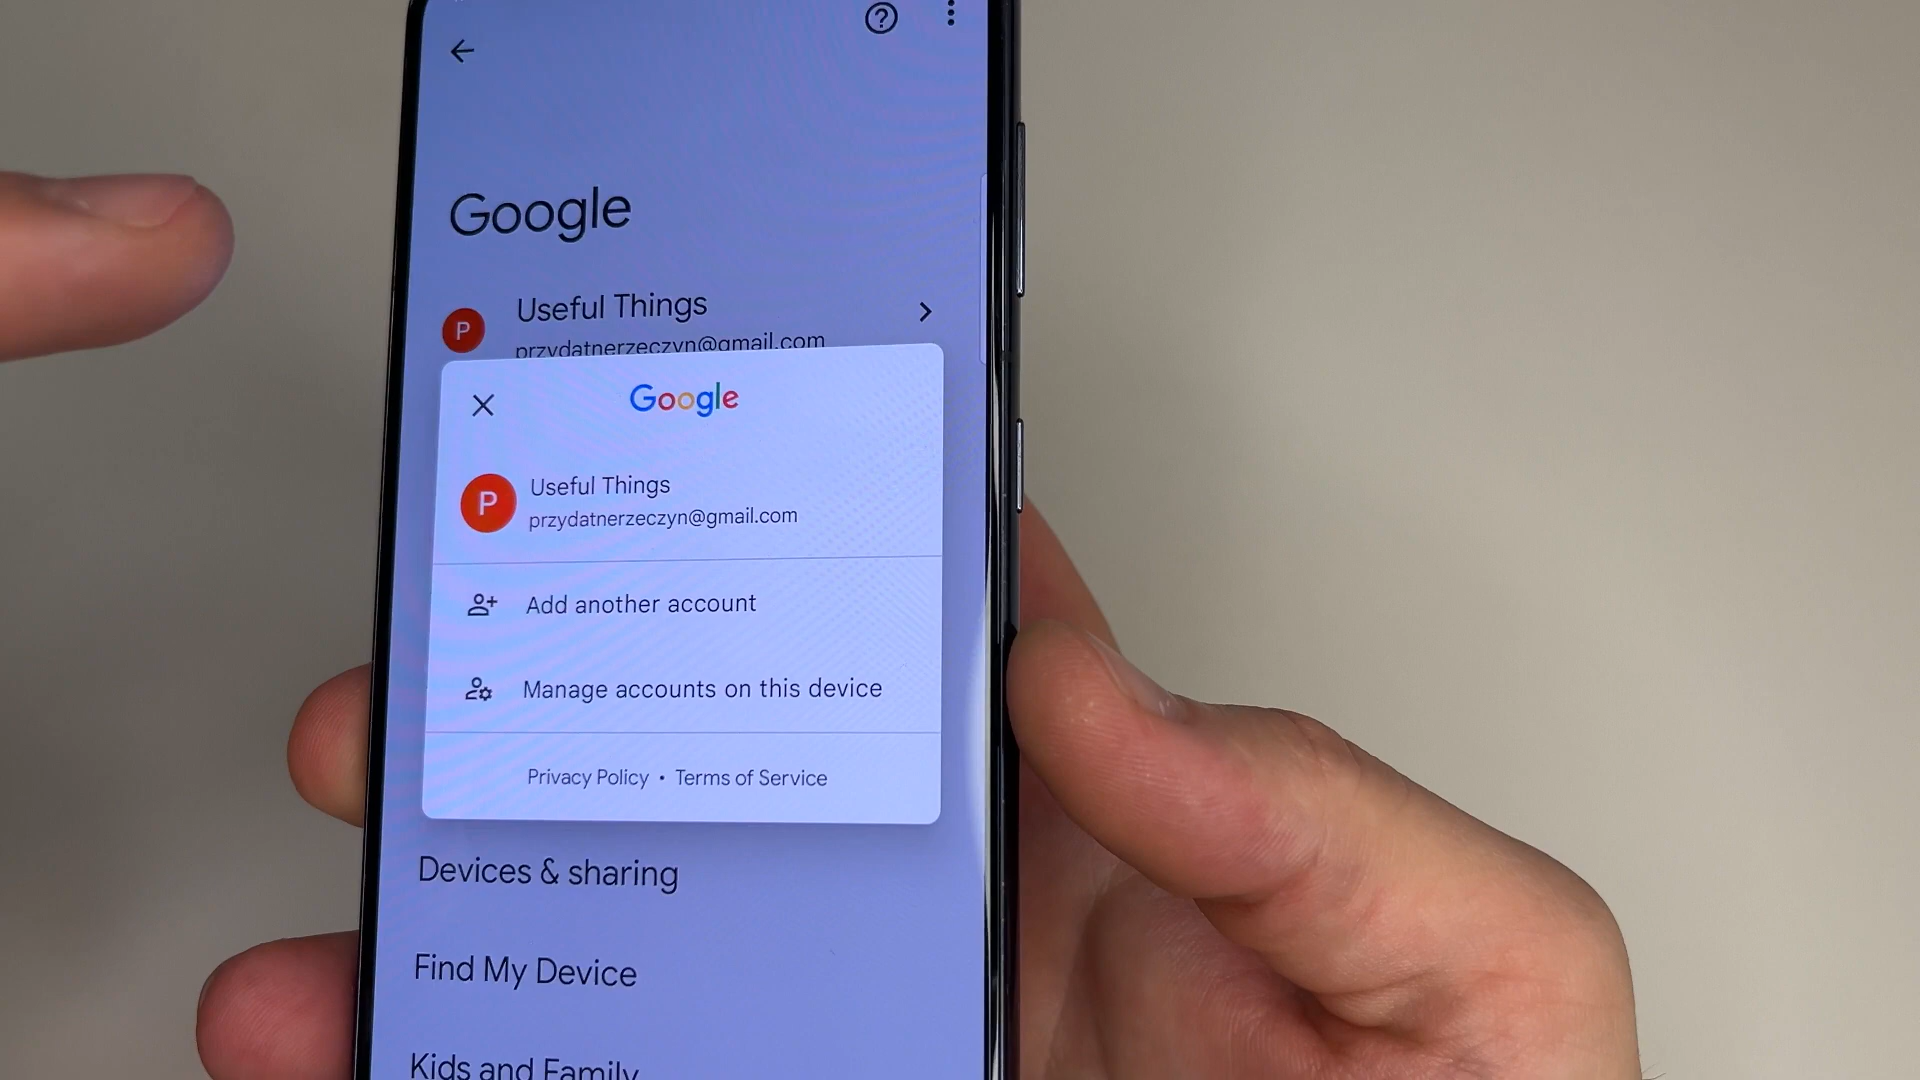 Google
Useful Things
przydatnerzeczyn@gmail.com
Google
P
Useful Things
P
przydatnerzeczyn@gmail.com
Add another account
Manage accounts on this device
Privacy Policy • Terms of Service
Devices & sharing
Find My Device
Kids and Family